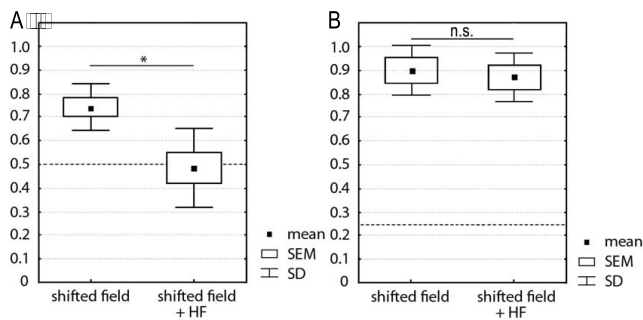 A
1.0
0.9
0.8
0.7
0.6
0.5
0.4
0.3
0.2
0.1
0
*
shifted field
shifted field
+ HF
mean
SEM
SD
B
1.0
0.9
0.8
0.7
0.6
0.5
0.4
0.3
0.2
0.1
0
n.s.
shifted field
shifted field
+ HF
mean
SEM
SD